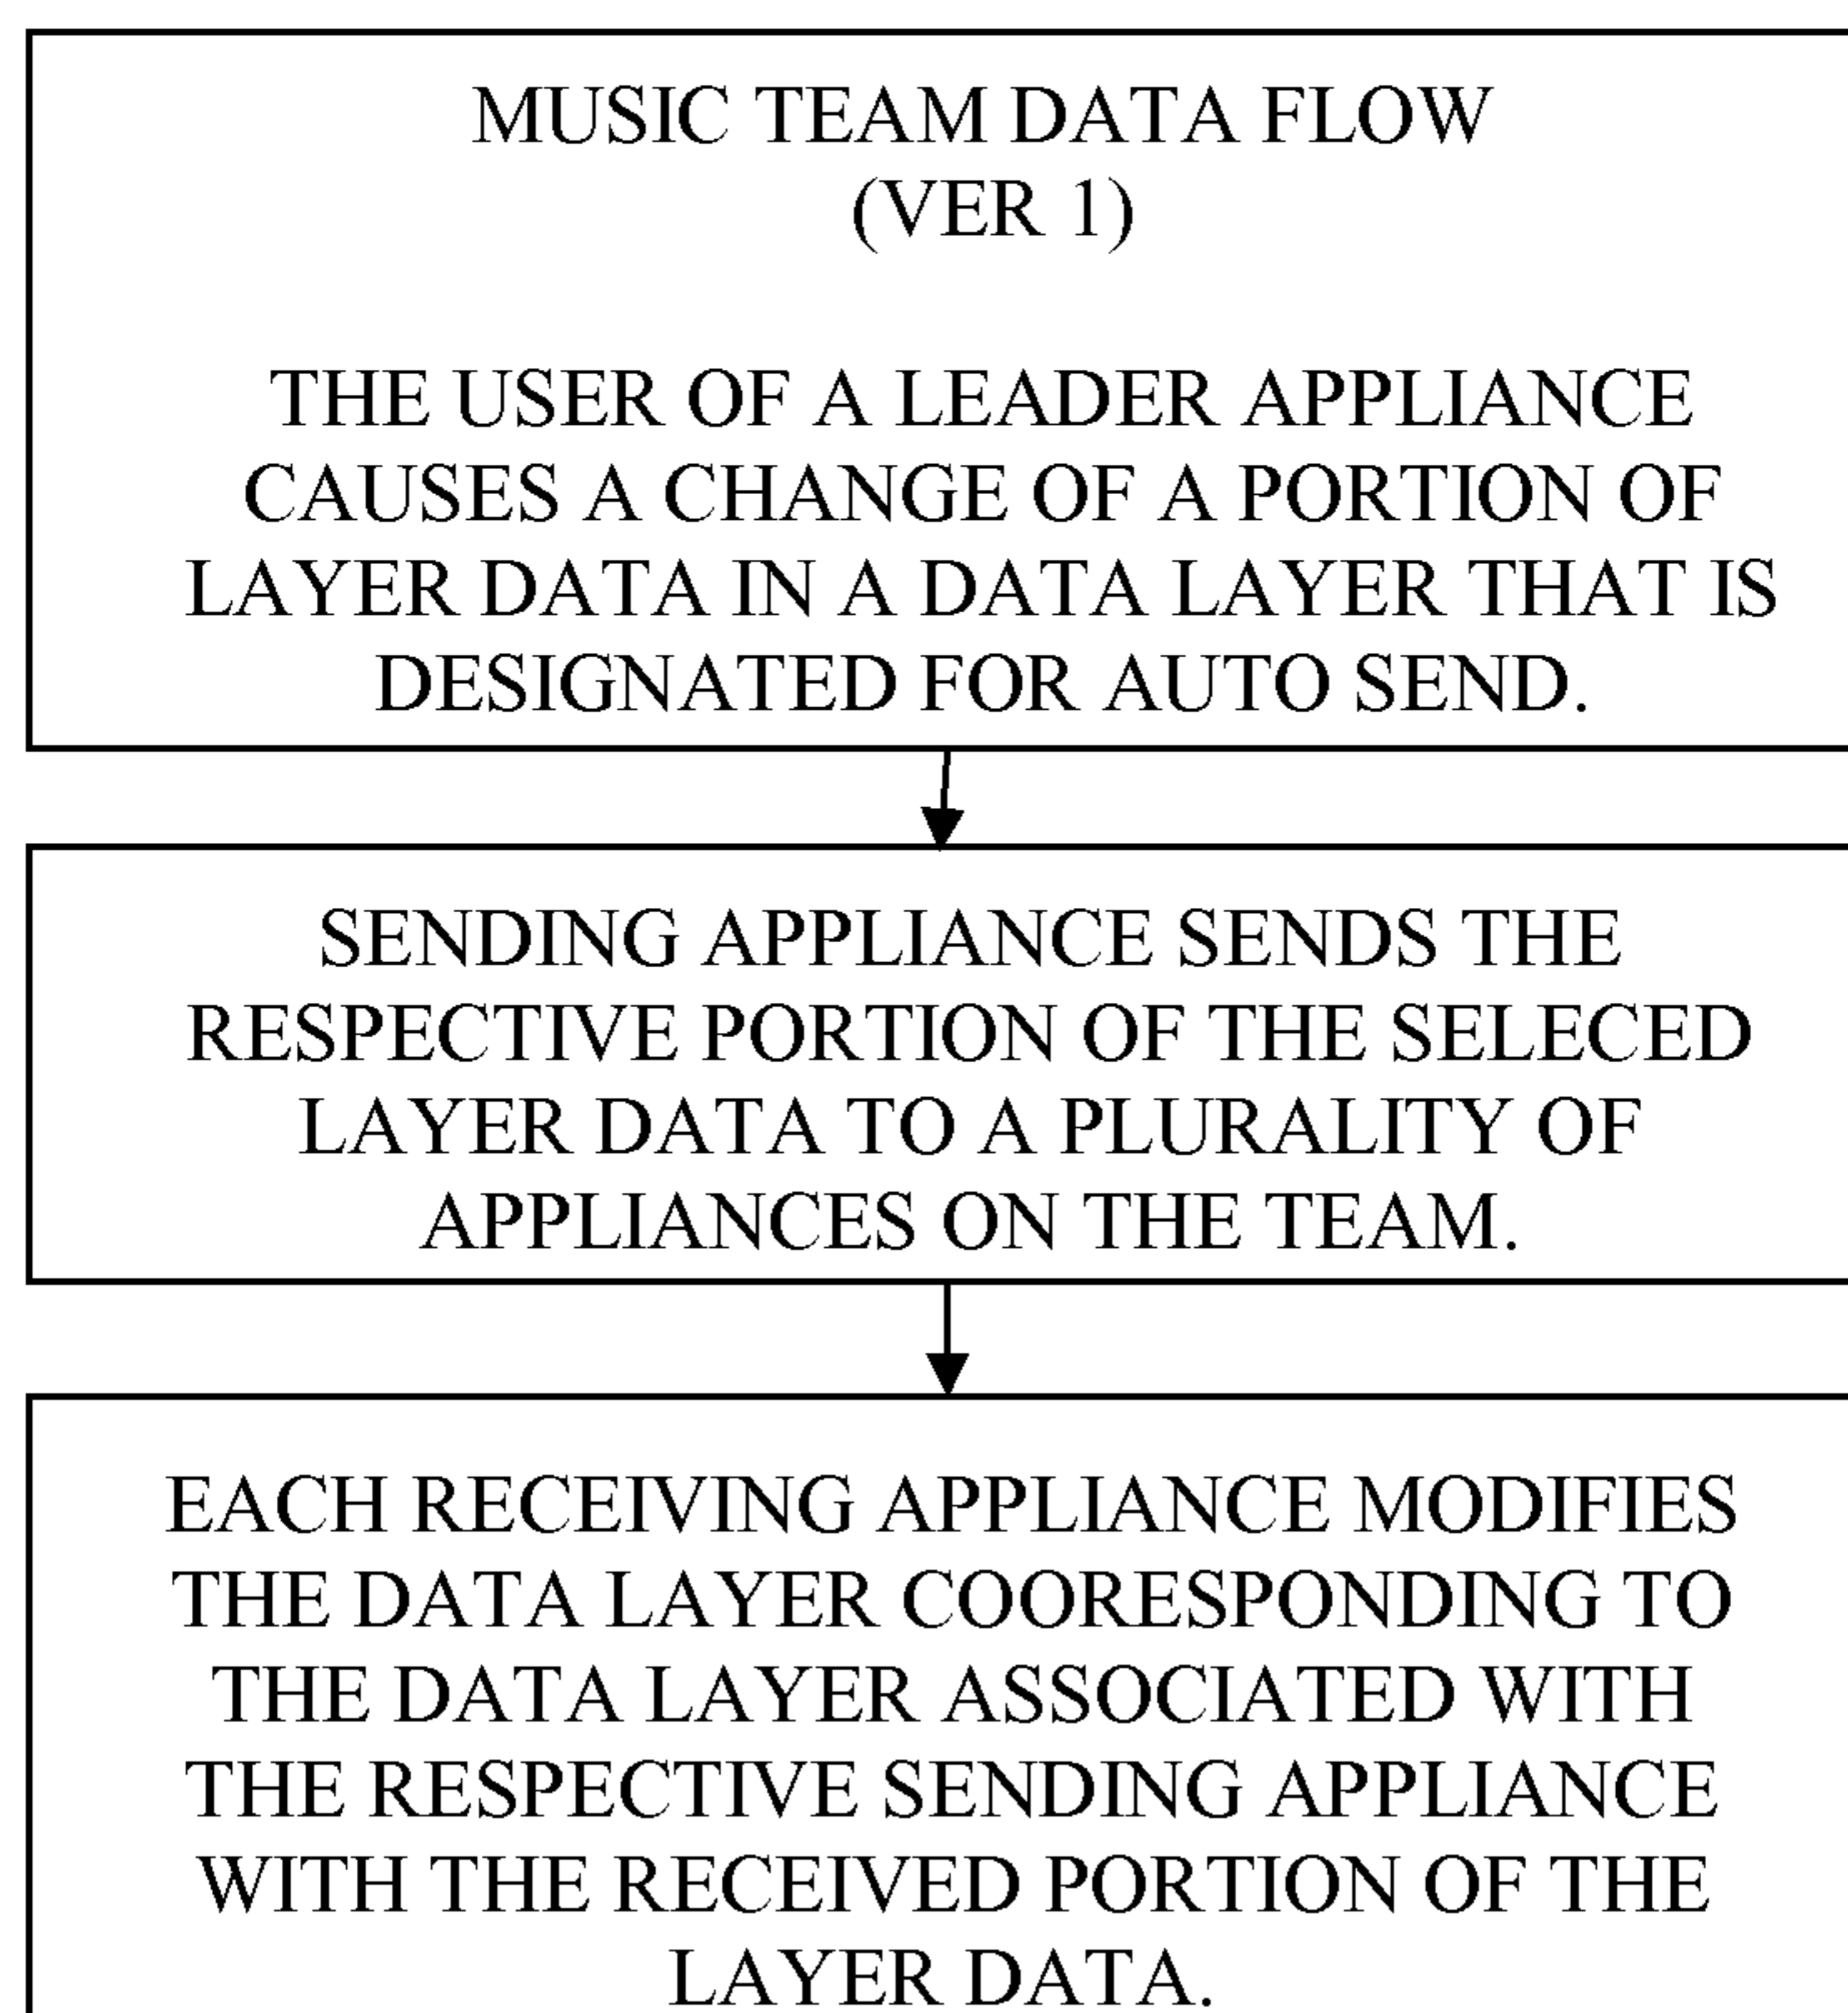 MUSIC TEAM DATA FLOW
(VER 1)
THE USER OF A LEADER APPLIANCE
CAUSES A CHANGE OF A PORTION OF
LAYER DATA IN A DATA LAYER THAT IS
DESIGNATED FOR AUTO SEND.
SENDING APPLIANCE SENDS THE
RESPECTIVE PORTION OF THE SELECED
LAYER DATA TO A PLURALITY OF
APPLIANCES ON THE TEAM.
EACH RECEIVING APPLIANCE MODIFIES
THE DATA LAYER COORESPONDING TO
THE DATA LAYER ASSOCIATED WITH
THE RESPECTIVE SENDING APPLIANCE
WITH THE RECEIVED PORTION OF THE
LAYER DATA.